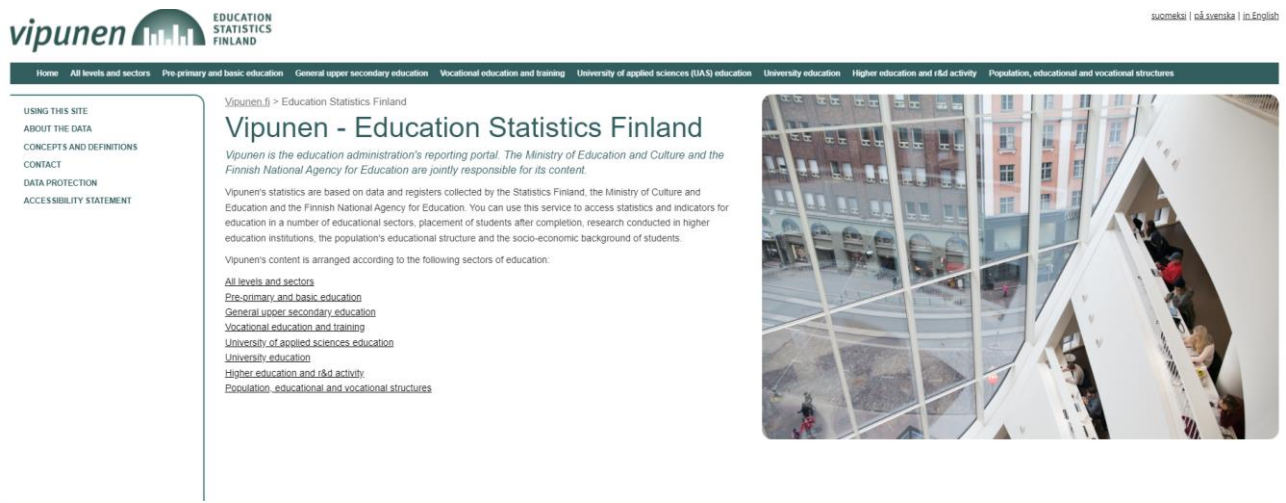 vipunen
EDUCATION
STATISTICS
FINLAND
suomeksi | på svenska | in English
Home All levels and sectors Pre-primary and basic education General upper secondary education Vocational education and training University of applied sciences (UAS) education University education Higher education and r&d activity Population, educational and vocational structures
USING THIS SITE
ABOUT THE DATA
CONCEPTS AND DEFINITIONS
CONTACT
DATA PROTECTION
ACCESSIBILITY STATEMENT
Vipunen.fi > Education Statistics Finland
Vipunen - Education Statistics Finland
Vipunen is the education administration's reporting portal. The Ministry of Education and Culture and the
Finnish National Agency for Education are jointly responsible for its content.
Vipunen's statistics are based on data and registers collected by the Statistics Finland, the Ministry of Culture and
Education and the Finnish National Agency for Education. You can use this service to access statistics and indicators for
education in a number of educational sectors, placement of students after completion, research conducted in higher
education institutions, the population's educational structure and the socio-economic background of students.
Vipunen's content is arranged according to the following sectors of education:
All levels and sectors
Pre-primary and basic education
General upper secondary education
Vocational education and training
University of applied sciences education
University education
Higher education and r&d activity
Population, educational and vocational structures